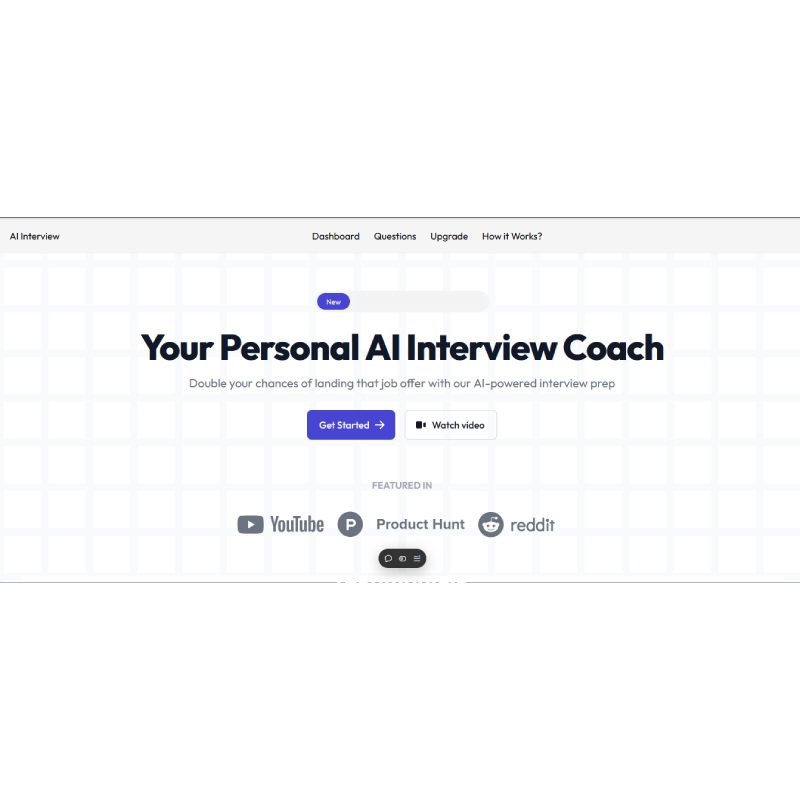 AI Interview
Dashboard Questions Upgrade How it Works?
New
Your Personal AI Interview Coach
Double your chances of landing that job offer with our AI-powered interview prep
Get Started → Watch video
FEATURED IN
YouTube P Product Hunt reddit